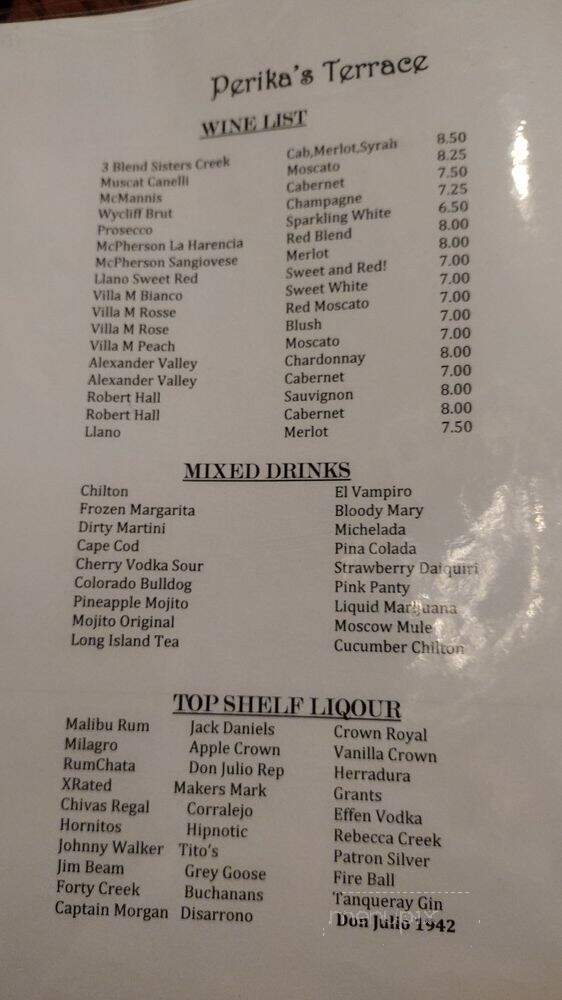 Perika's Terrace
WINE LIST
3 Blend Sisters Creek Cab,Merlot,Syrah 8.50
Muscat Canelli Moscato 8.25
McMannis Cabernet 7.50
Wycliff Brut Champagne 7.25
Prosecco Sparkling White 6.50
McPherson La Harencia Red Blend 8.00
McPherson Sangiovese Merlot 8.00
Llano Sweet Red Sweet and Red! 7.00
Villa M Bianco Sweet White 7.00
Villa M Rosse Red Moscato 7.00
Villa M Rose Blush 7.00
Villa M Peach Moscato 7.00
Alexander Valley Chardonnay 8.00
Alexander Valley Cabernet 7.00
Robert Hall Sauvignon 8.00
Robert Hall Cabernet 8.00
Llano Merlot 7.50
MIXED DRINKS
Chilton El Vampiro
Frozen Margarita Bloody Mary
Dirty Martini Michelada
Cape Cod Pina Colada
Cherry Vodka Sour Strawberry Daiquiri
Colorado Bulldog Pink Panty
Pineapple Mojito Liquid Marijuana
Mojito Original Moscow Mule
Long Island Tea Cucumber Chilton
TOP SHELF LIQOUR
Malibu Rum Jack Daniels Crown Royal
Milagro Apple Crown Vanilla Crown
RumChata Don Julio Rep Herradura
XRated Makers Mark Grants
Chivas Regal Corralejo Effen Vodka
Hornitos Hipnotic Rebecca Creek
Johnny Walker Tito's Patron Silver
Jim Beam Grey Goose Fire Ball
Forty Creek Buchanans Tanqueray Gin
Captain Morgan Disarrono Don Julio 1942
menupix